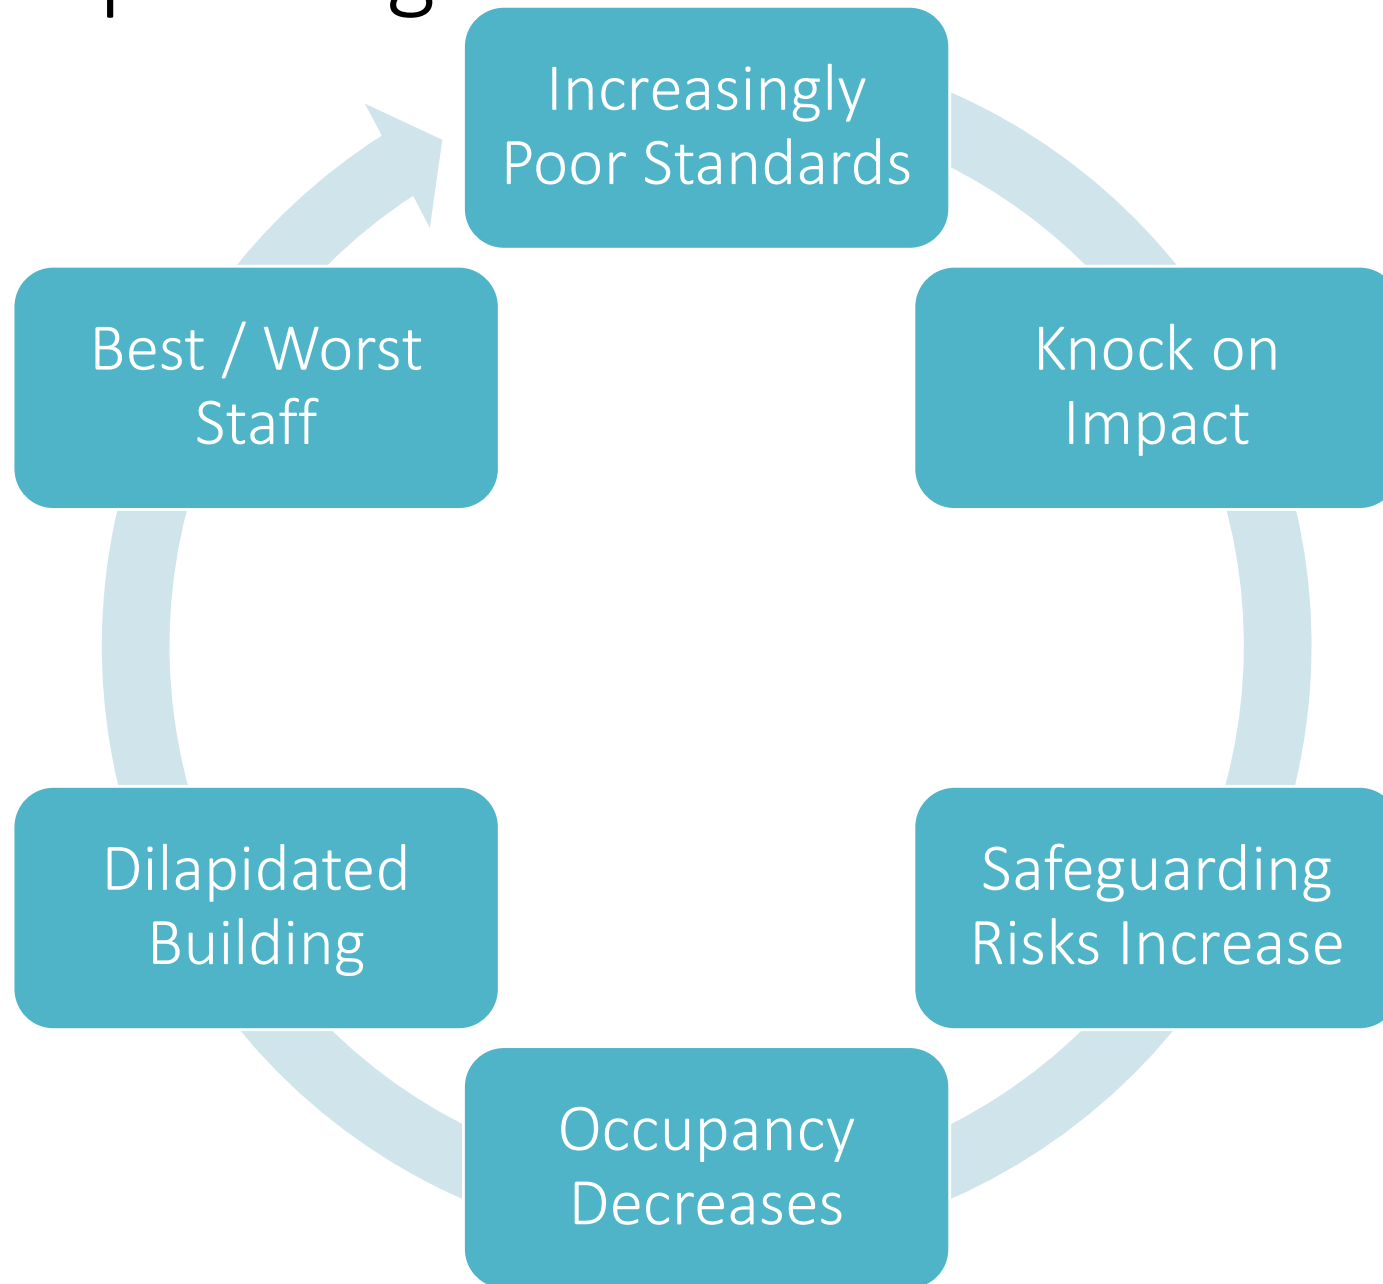 Increasingly
Poor Standards
Knock on
Impact
Safeguarding
Risks Increase
Occupancy
Decreases
Dilapidated
Building
Best / Worst
Staff